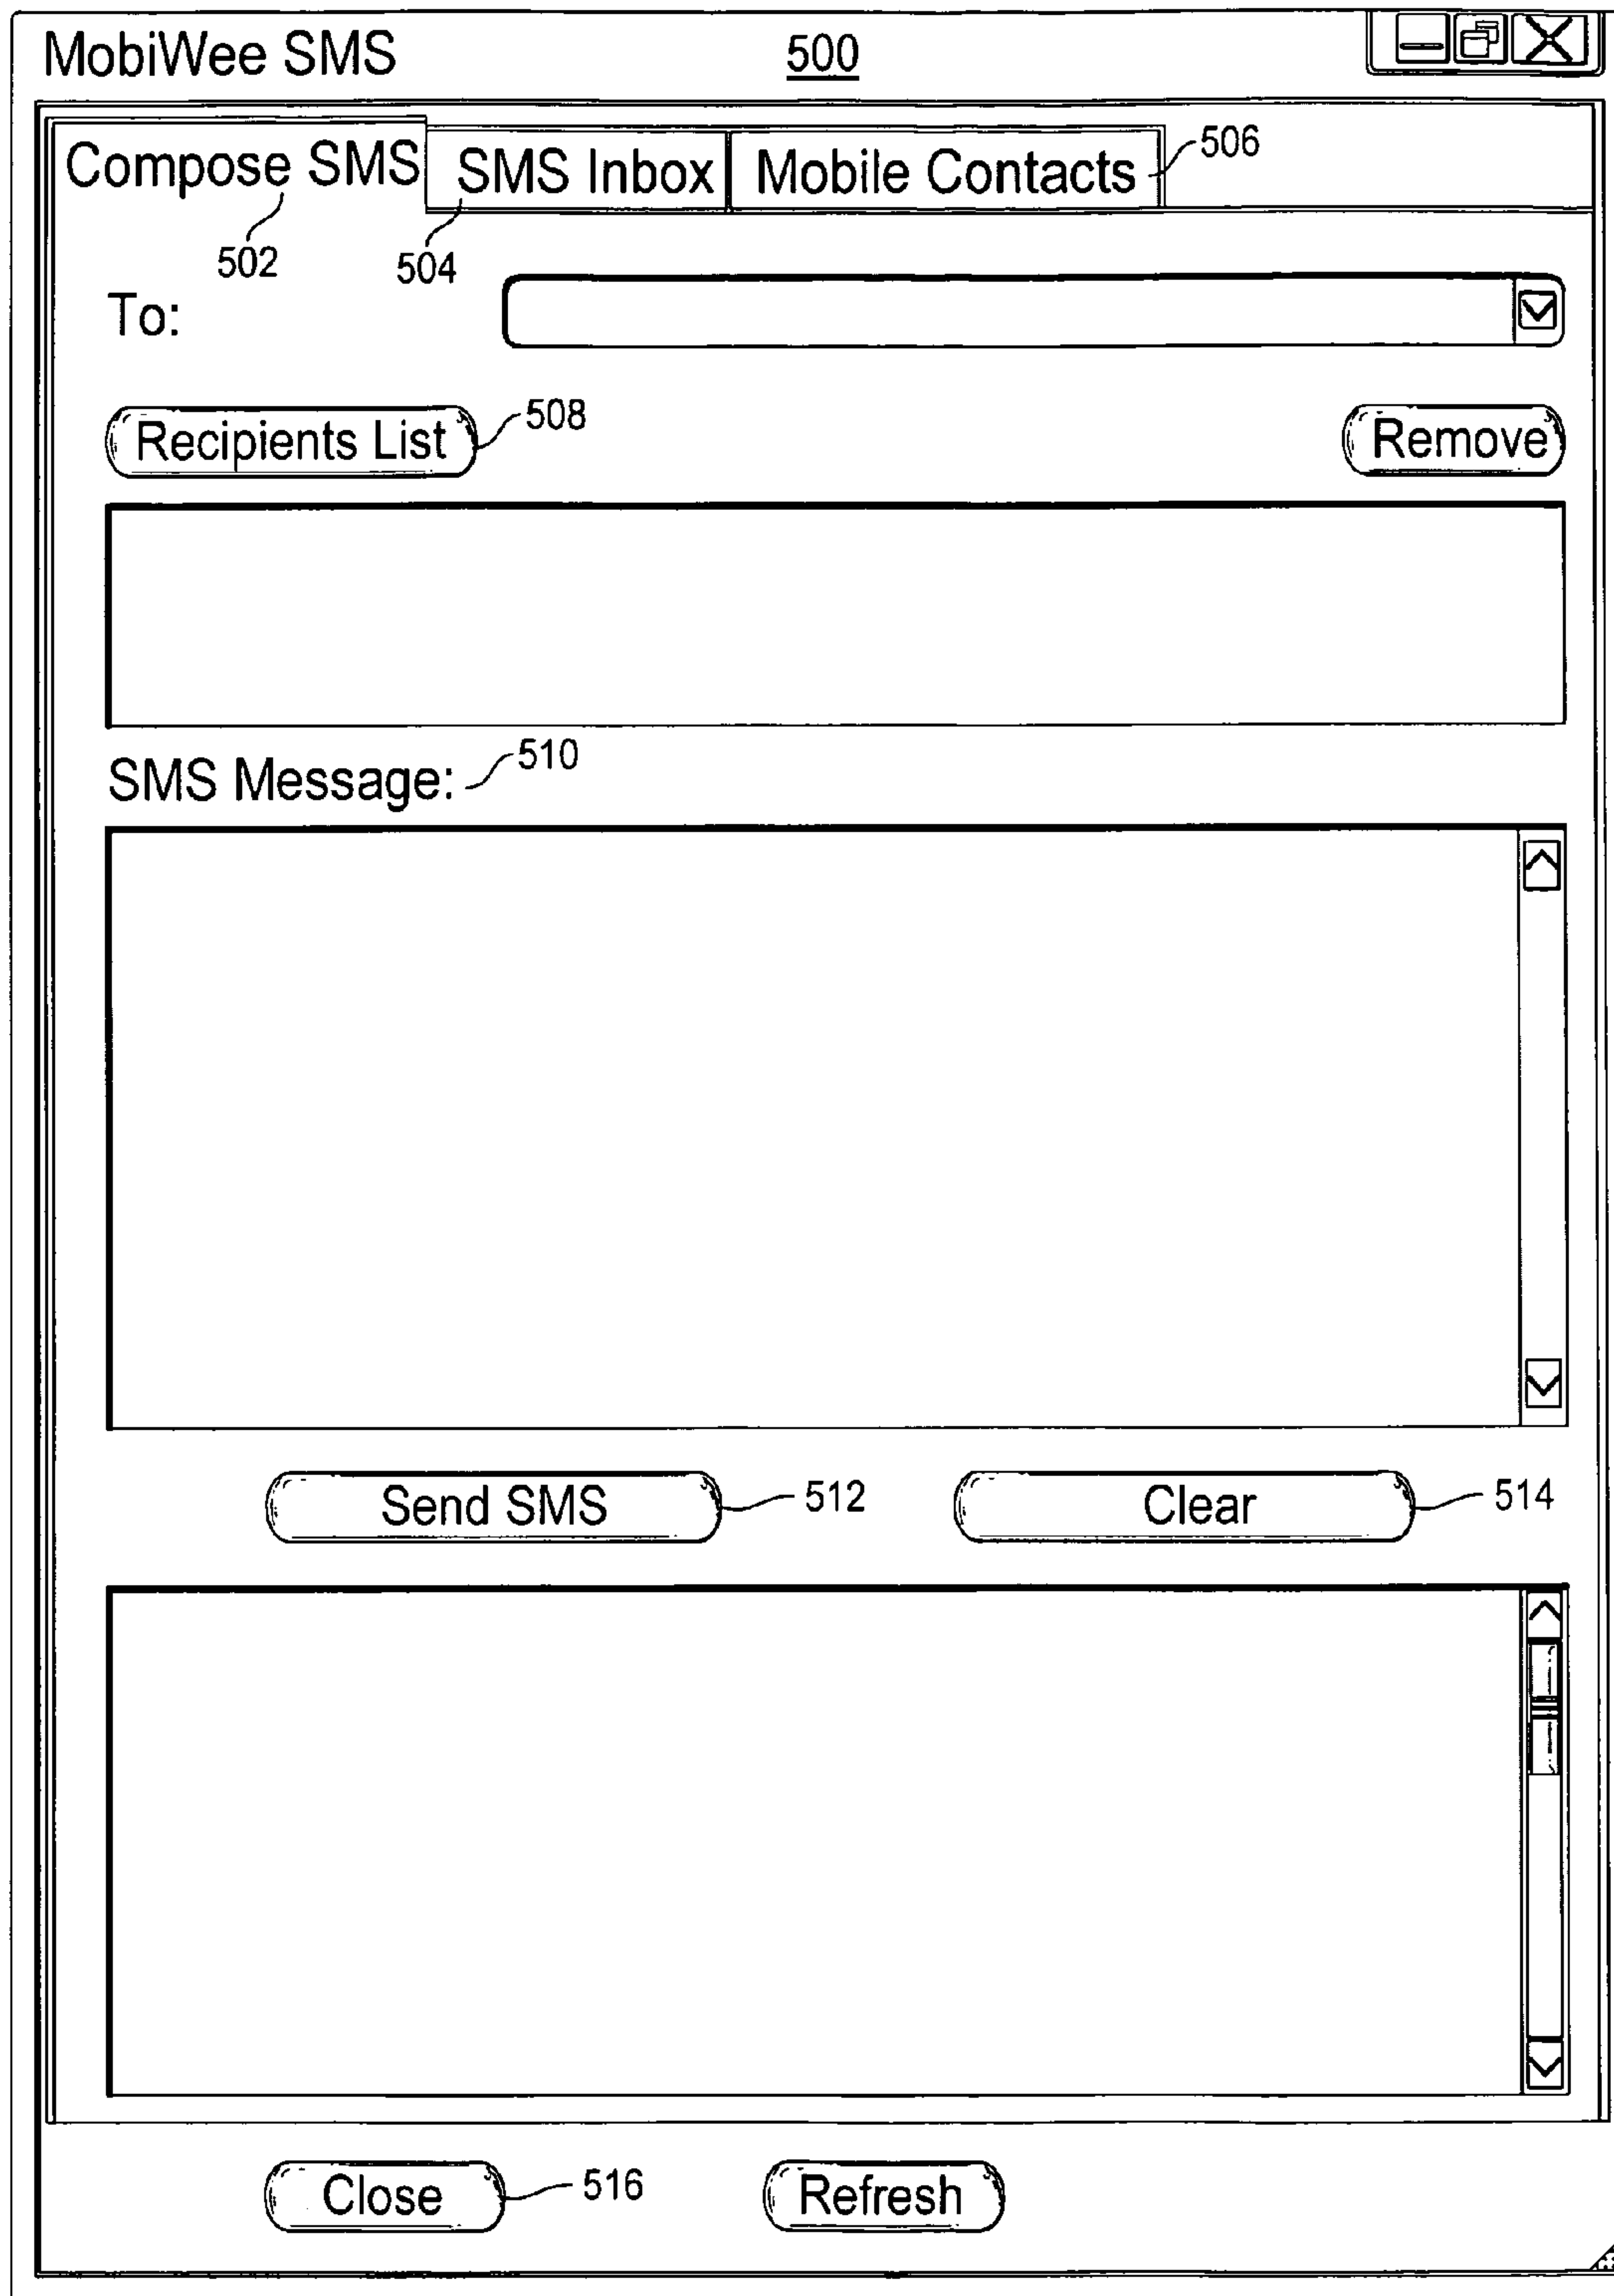 MobiWee SMS 500
Compose SMS SMS Inbox Mobile Contacts 506
502 504
To:
Recipients List 508 Remove
SMS Message: 510
Send SMS 512 Clear 514
Close 516 Refresh